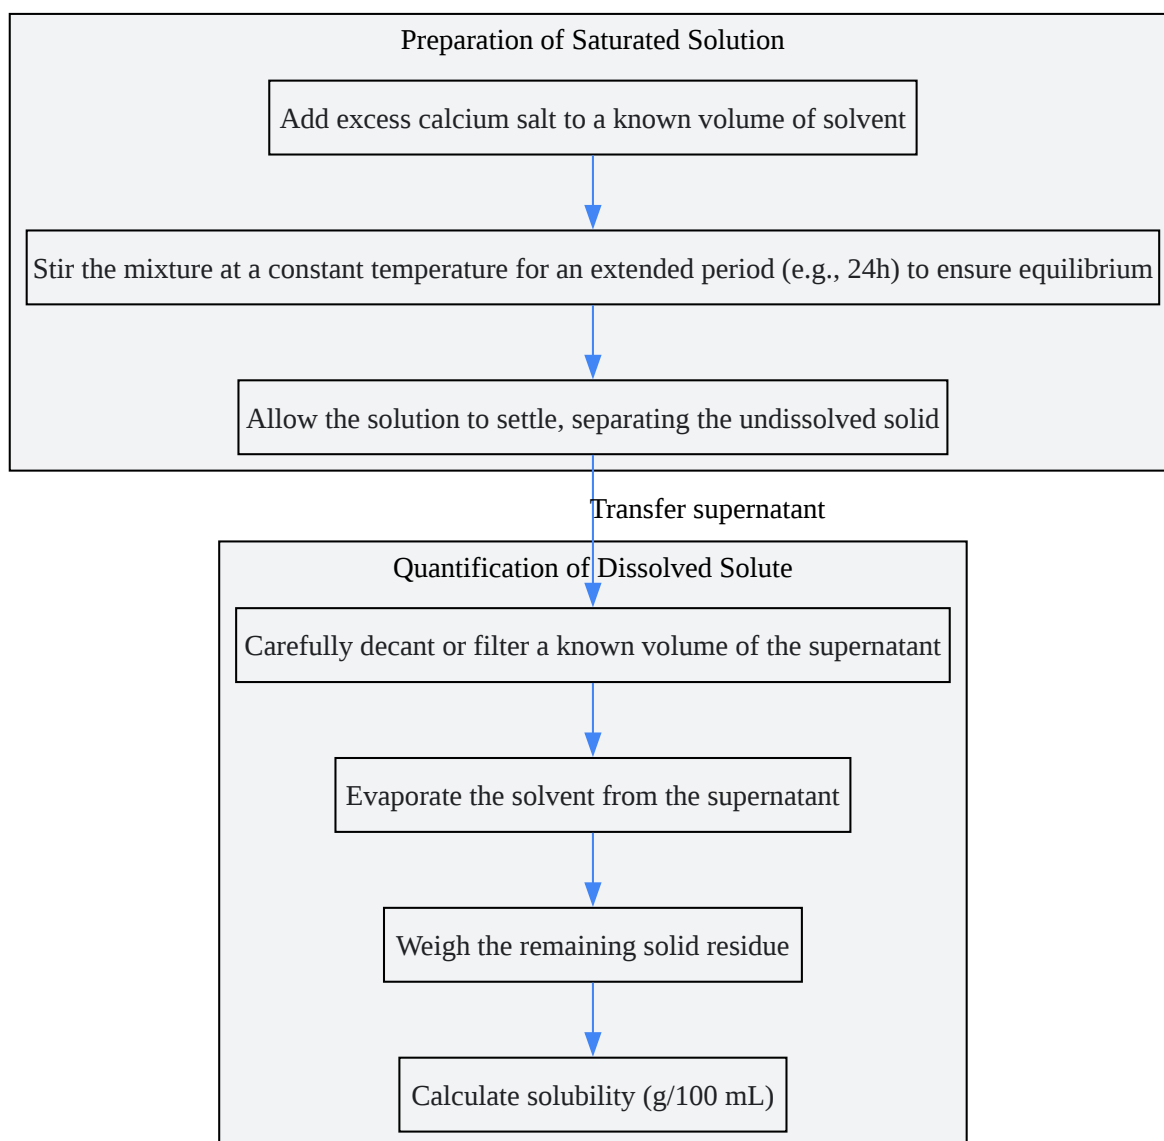 Preparation of Saturated Solution
Add excess calcium salt to a known volume of solvent
Stir the mixture at a constant temperature for an extended period (e.g., 24h) to ensure equilibrium
Allow the solution to settle, separating the undissolved solid
Transfer supernatant
Quantification of Dissolved Solute
Carefully decant or filter a known volume of the supernatant
Evaporate the solvent from the supernatant
Weigh the remaining solid residue
Calculate solubility (g/100 mL)